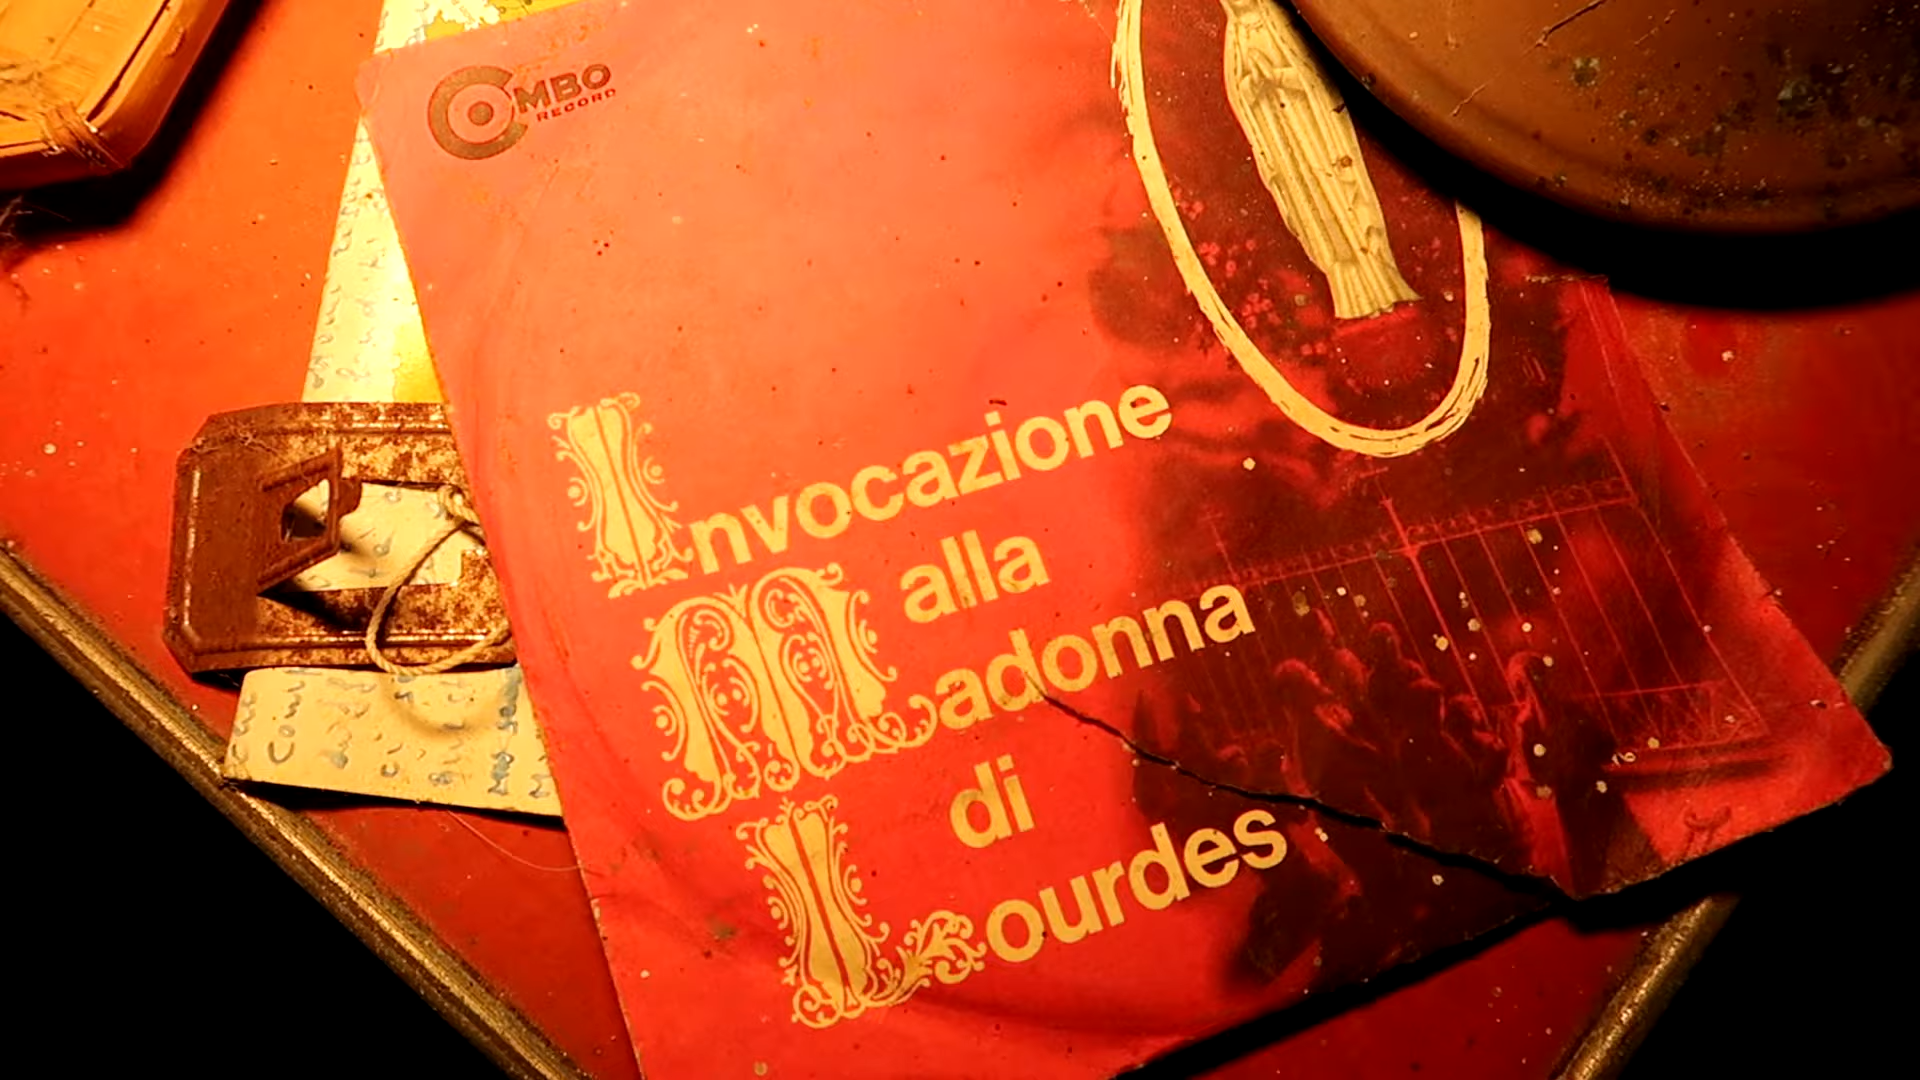 COMBO
RECORD
Invocazione
alla
Madonna
di
Lourdes